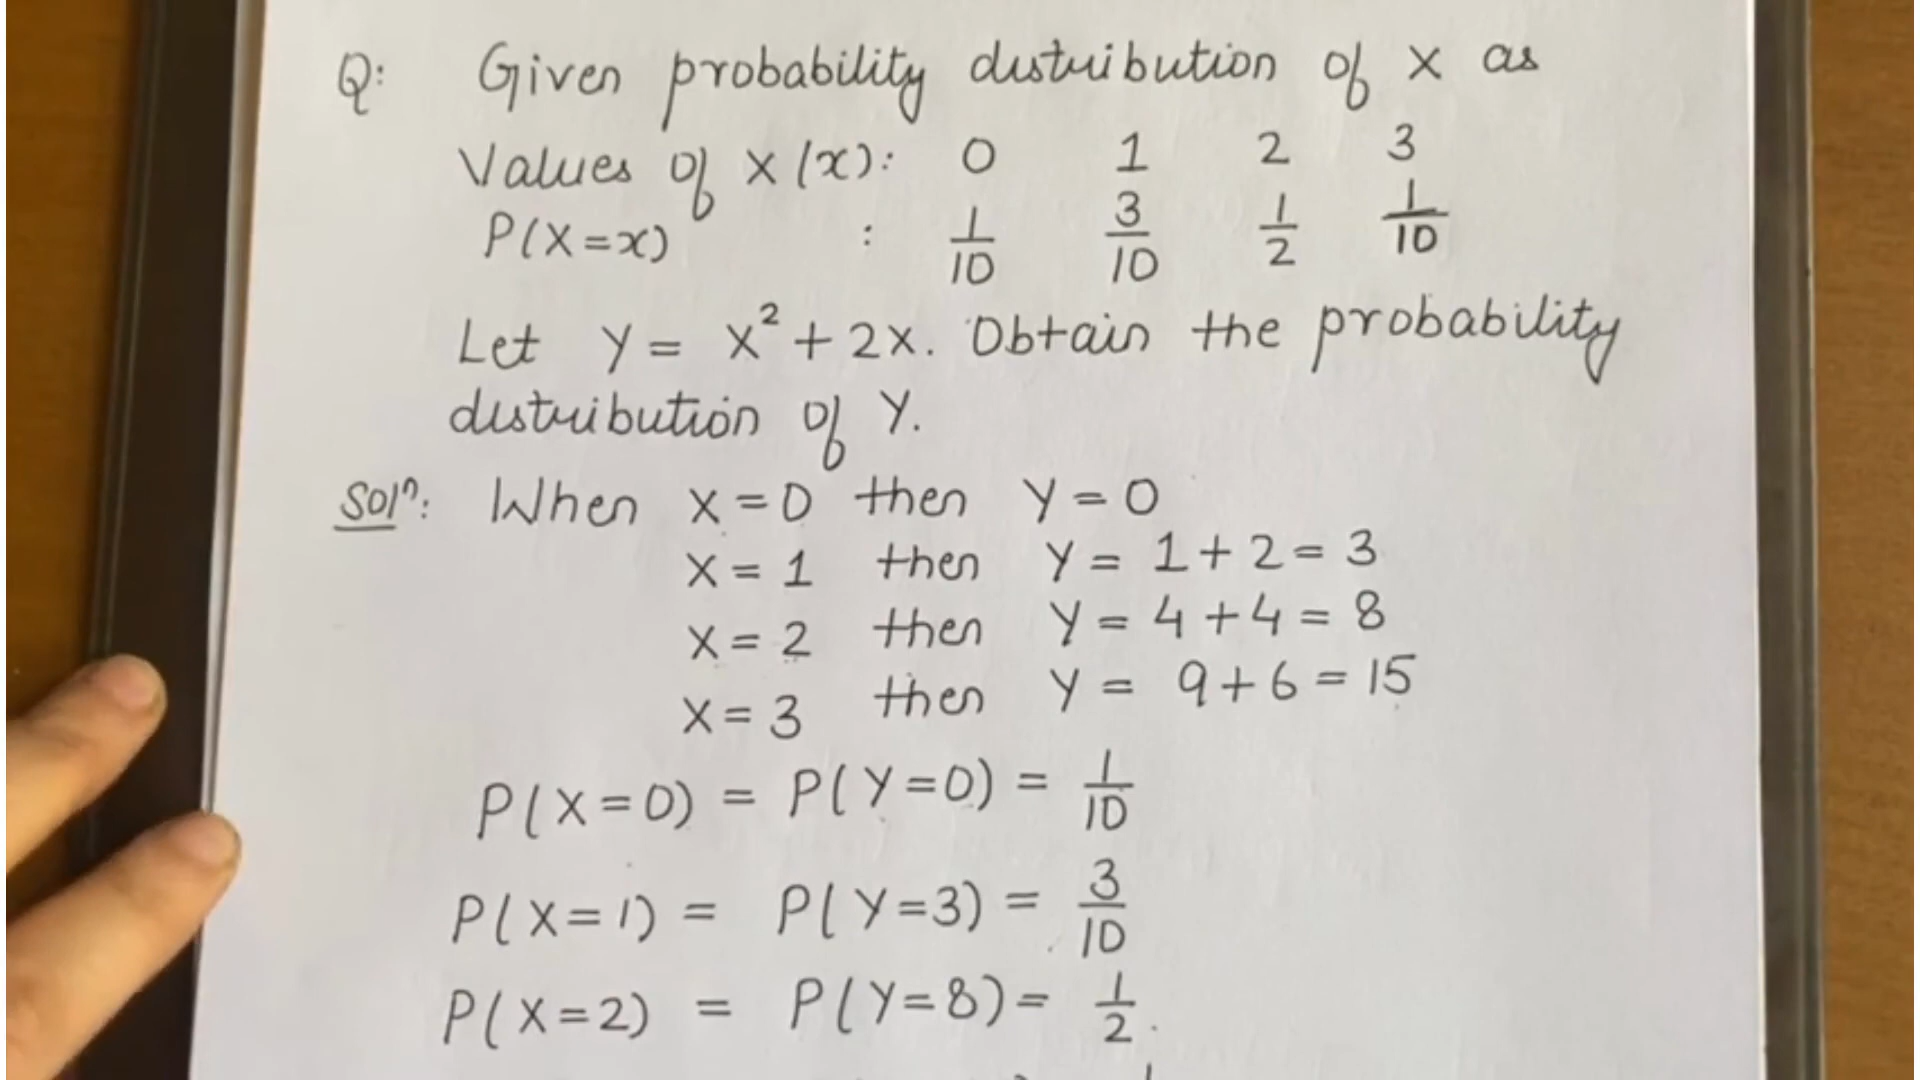 Q: Given probability distribution of X as
Values of X (x): 0 1 2 3
P(X=x) : 1/10 3/10 1/2 1/10
Let Y = X² + 2X. Obtain the probability
distribution of Y.
Solⁿ: When X = 0 then Y = 0
X = 1 then Y = 1 + 2 = 3
X = 2 then Y = 4 + 4 = 8
X = 3 then Y = 9 + 6 = 15
P(X=0) = P(Y=0) = 1/10
P(X=1) = P(Y=3) = 3/10
P(X=2) = P(Y=8) = 1/2.